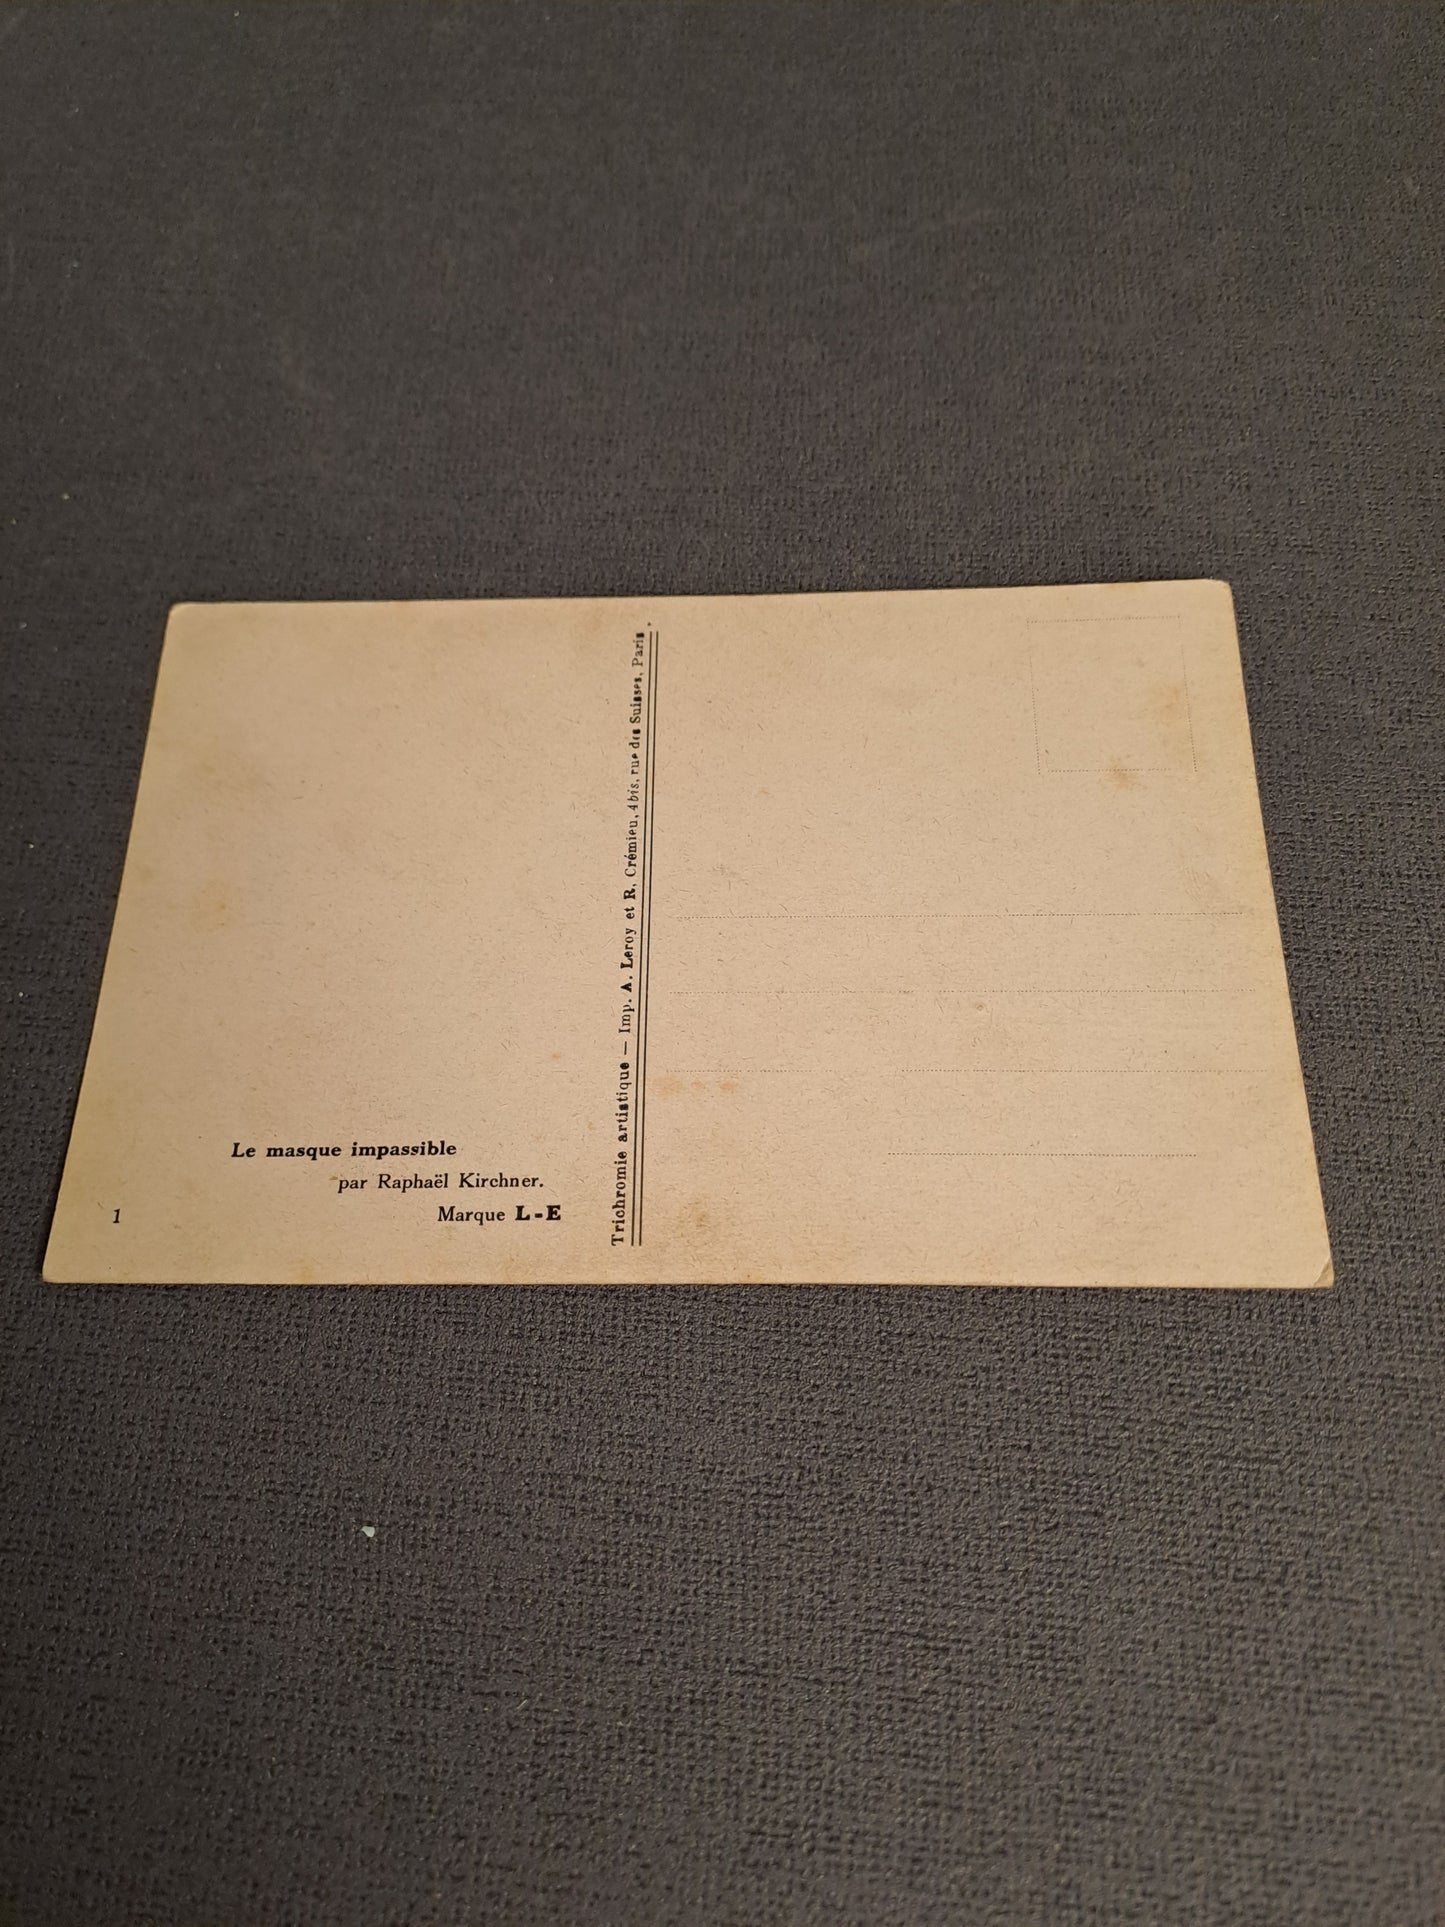 Le masque impassible
par Raphaël Kirchner.
1
Marque L-E
Trichromie artistique — Imp. A. Leroy et R. Crémieu, 4 bis, rue des Suisses, Paris.